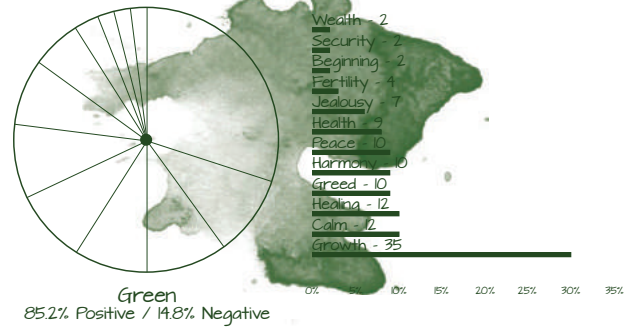 Wealth - 2
Security - 2
Beginning - 2
Fertility - 4
Jealousy - 7
Health - 9
Peace - 10
Harmony - 10
Greed - 10
Healing - 12
Calm - 12
Growth - 35
0% 5% 10% 15% 20% 25% 30% 35%
Green
85.2% Positive / 14.8% Negative